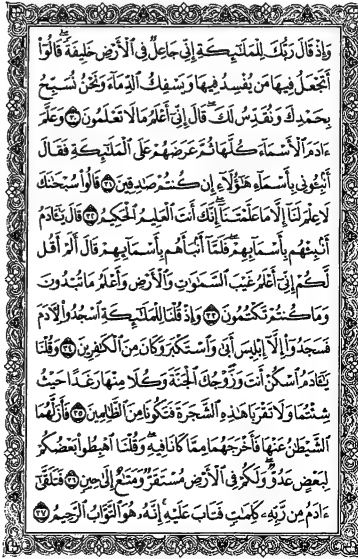 وَإِذْ قَالَ رَبُّكَ لِلْمَلَٰٓئِكَةِ إِنِّى جَاعِلٌ فِى ٱلْأَرْضِ خَلِيفَةً ۖ قَالُوٓا۟
أَتَجْعَلُ فِيهَا مَن يُفْسِدُ فِيهَا وَيَسْفِكُ ٱلدِّمَآءَ وَنَحْنُ نُسَبِّحُ
بِحَمْدِكَ وَنُقَدِّسُ لَكَ ۖ قَالَ إِنِّىٓ أَعْلَمُ مَا لَا تَعْلَمُونَ ٣٠ وَعَلَّمَ
ءَادَمَ ٱلْأَسْمَآءَ كُلَّهَا ثُمَّ عَرَضَهُمْ عَلَى ٱلْمَلَٰٓئِكَةِ فَقَالَ
أَنۢبِـُٔونِى بِأَسْمَآءِ هَٰٓؤُلَآءِ إِن كُنتُمْ صَٰدِقِينَ ٣١ قَالُوا۟ سُبْحَٰنَكَ
لَا عِلْمَ لَنَآ إِلَّا مَا عَلَّمْتَنَآ ۖ إِنَّكَ أَنتَ ٱلْعَلِيمُ ٱلْحَكِيمُ ٣٢ قَالَ يَٰٓـَٔادَمُ
أَنۢبِئْهُم بِأَسْمَآئِهِمْ ۖ فَلَمَّآ أَنۢبَأَهُم بِأَسْمَآئِهِمْ قَالَ أَلَمْ أَقُل
لَّكُمْ إِنِّىٓ أَعْلَمُ غَيْبَ ٱلسَّمَٰوَٰتِ وَٱلْأَرْضِ وَأَعْلَمُ مَا تُبْدُونَ
وَمَا كُنتُمْ تَكْتُمُونَ ٣٣ وَإِذْ قُلْنَا لِلْمَلَٰٓئِكَةِ ٱسْجُدُوا۟ لِـَٔادَمَ
فَسَجَدُوٓا۟ إِلَّآ إِبْلِيسَ أَبَىٰ وَٱسْتَكْبَرَ وَكَانَ مِنَ ٱلْكَٰفِرِينَ ٣٤ وَقُلْنَا
يَٰٓـَٔادَمُ ٱسْكُنْ أَنتَ وَزَوْجُكَ ٱلْجَنَّةَ وَكُلَا مِنْهَا رَغَدًا حَيْثُ
شِئْتُمَا وَلَا تَقْرَبَا هَٰذِهِ ٱلشَّجَرَةَ فَتَكُونَا مِنَ ٱلظَّٰلِمِينَ ٣٥ فَأَزَلَّهُمَا
ٱلشَّيْطَٰنُ عَنْهَا فَأَخْرَجَهُمَا مِمَّا كَانَا فِيهِ ۖ وَقُلْنَا ٱهْبِطُوا۟ بَعْضُكُمْ
لِبَعْضٍ عَدُوٌّ ۖ وَلَكُمْ فِى ٱلْأَرْضِ مُسْتَقَرٌّ وَمَتَٰعٌ إِلَىٰ حِينٍ ٣٦ فَتَلَقَّىٰٓ
ءَادَمُ مِن رَّبِّهِۦ كَلِمَٰتٍ فَتَابَ عَلَيْهِ ۚ إِنَّهُۥ هُوَ ٱلتَّوَّابُ ٱلرَّحِيمُ ٣٧